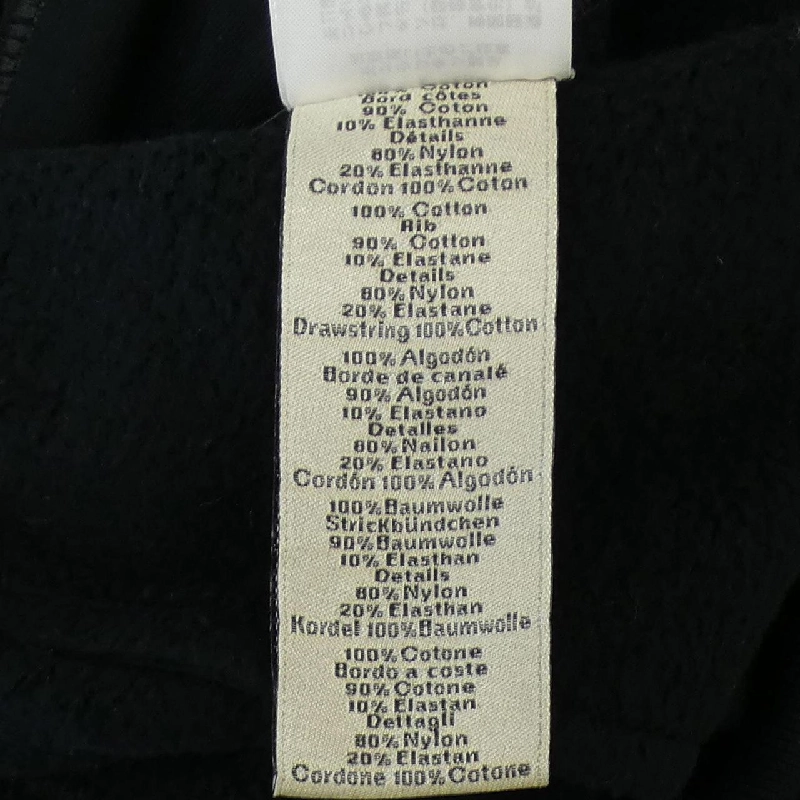 Coton
Bord côtes
90% Coton
10% Elasthanne
Détails
80% Nylon
20% Elasthanne
Cordon 100% Coton
100% Cotton
Rib
90% Cotton
10% Elastane
Details
80% Nylon
20% Elastane
Drawstring 100% Cotton
100% Algodón
Borde de canalé
90% Algodón
10% Elastano
Detalles
80% Nailon
20% Elastano
Cordón 100% Algodón
100% Baumwolle
Strickbündchen
90% Baumwolle
10% Elasthan
Details
80% Nylon
20% Elasthan
Kordel 100% Baumwolle
100% Cotone
Bordo a coste
90% Cotone
10% Elastan
Dettagli
80% Nylon
20% Elastan
Cordone 100% Cotone